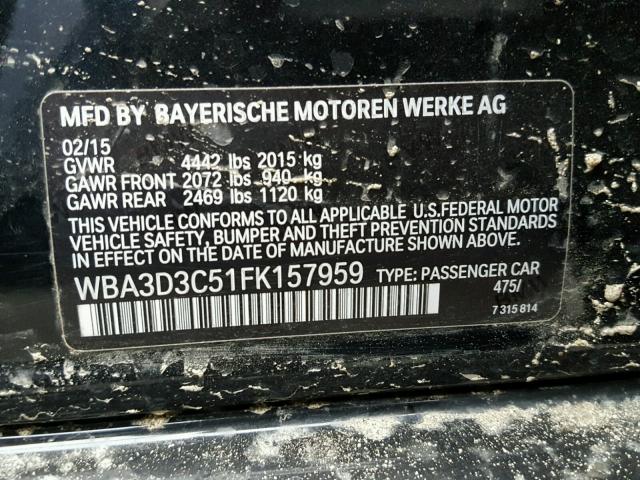 MFD BY BAYERISCHE MOTOREN WERKE AG
02/15
GVWR 4442 lbs 2015 kg
GAWR FRONT 2072 lbs 940 kg
GAWR REAR 2469 lbs 1120 kg
THIS VEHICLE CONFORMS TO ALL APPLICABLE U.S.FEDERAL MOTOR
VEHICLE SAFETY, BUMPER AND THEFT PREVENTION STANDARDS
IN EFFECT ON THE DATE OF MANUFACTURE SHOWN ABOVE.
WBA3D3C51FK157959 TYPE: PASSENGER CAR
475/
7 315 814